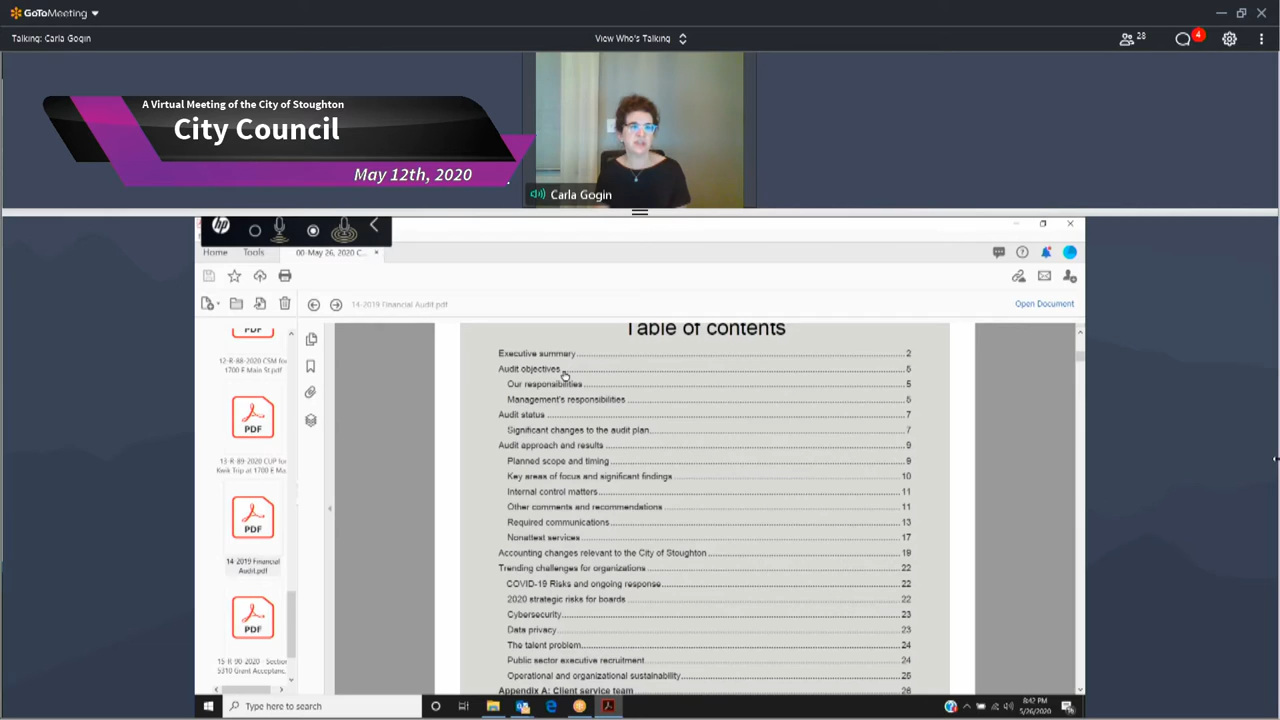 GoToMeeting
Talking: Carla Gogin
View Who's Talking
28
4
A Virtual Meeting of the City of Stoughton
City Council
May 12th, 2020
Carla Gogin
hp
Home
Tools
00-May 26, 2020 C...
×
14-2019 Financial Audit.pdf
Open Document
PDF
12-R-88-2020 CSM for
1700 E Main St.pdf
PDF
13-R-89-2020 CUP for
Kwik Trip at 1700 E Ma...
PDF
14-2019 Financial
Audit.pdf
PDF
15-R-90-2020 - Section
5310 Grant Acceptanc...
Table of contents
Executive summary 2
Audit objectives 5
Our responsibilities 5
Management's responsibilities 6
Audit status 7
Significant changes to the audit plan 7
Audit approach and results 9
Planned scope and timing 9
Key areas of focus and significant findings 10
Internal control matters 11
Other comments and recommendations 11
Required communications 13
Nonattest services 17
Accounting changes relevant to the City of Stoughton 19
Trending challenges for organizations 22
COVID-19 Risks and ongoing response 22
2020 strategic risks for boards 22
Cybersecurity 23
Data privacy 23
The talent problem 24
Public sector executive recruitment 24
Operational and organizational sustainability 25
Appendix A: Client service team 26
Type here to search
8:42 PM
5/26/2020